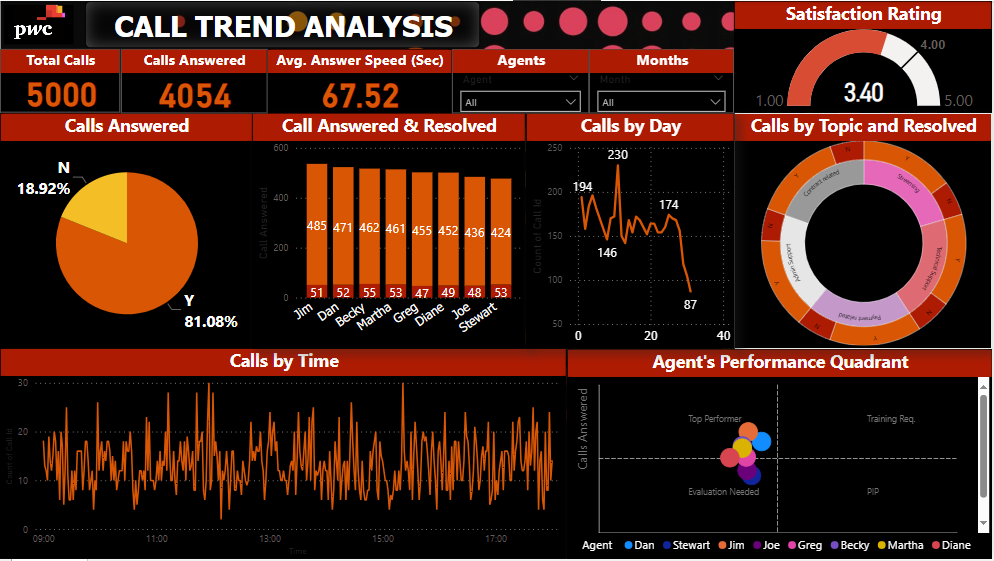 pwc
CALL TREND ANALYSIS
Satisfaction Rating
4.00
3.40
1.00
5.00
Total Calls
Calls Answered
Avg. Answer Speed (Sec)
Agents
Months
5000
4054
67.52
Agent
Month
All
All
Calls Answered
Call Answered & Resolved
Calls by Day
Calls by Topic and Resolved
N
18.92%
Y
81.08%
Call Answered
600
400
200
0
485
471
462
461
455
452
436
424
51
52
55
53
47
49
48
53
Jim
Dan
Becky
Martha
Greg
Diane
Joe
Stewart
Count of Call Id
250
200
150
100
50
194
230
146
174
87
0
20
40
N
Y
Streaming
N
Y
Technical Support
N
Y
Payment related
N
Y
Admin Support
N
Y
Contract related
Calls by Time
Agent's Performance Quadrant
Count of Call Id
30
20
10
0
09:00
11:00
13:00
15:00
17:00
Time
Calls Answered
Top Performer
Training Req.
Evaluation Needed
PIP
Agent
Dan
Stewart
Jim
Joe
Greg
Becky
Martha
Diane